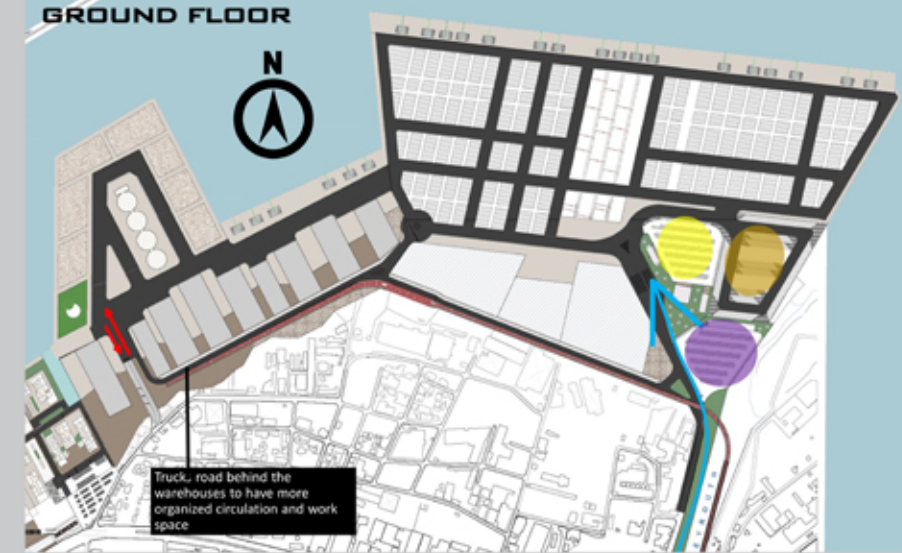 GROUND FLOOR
N
Truck,, road behind the
warehouses to have more
organized circulation and work
space